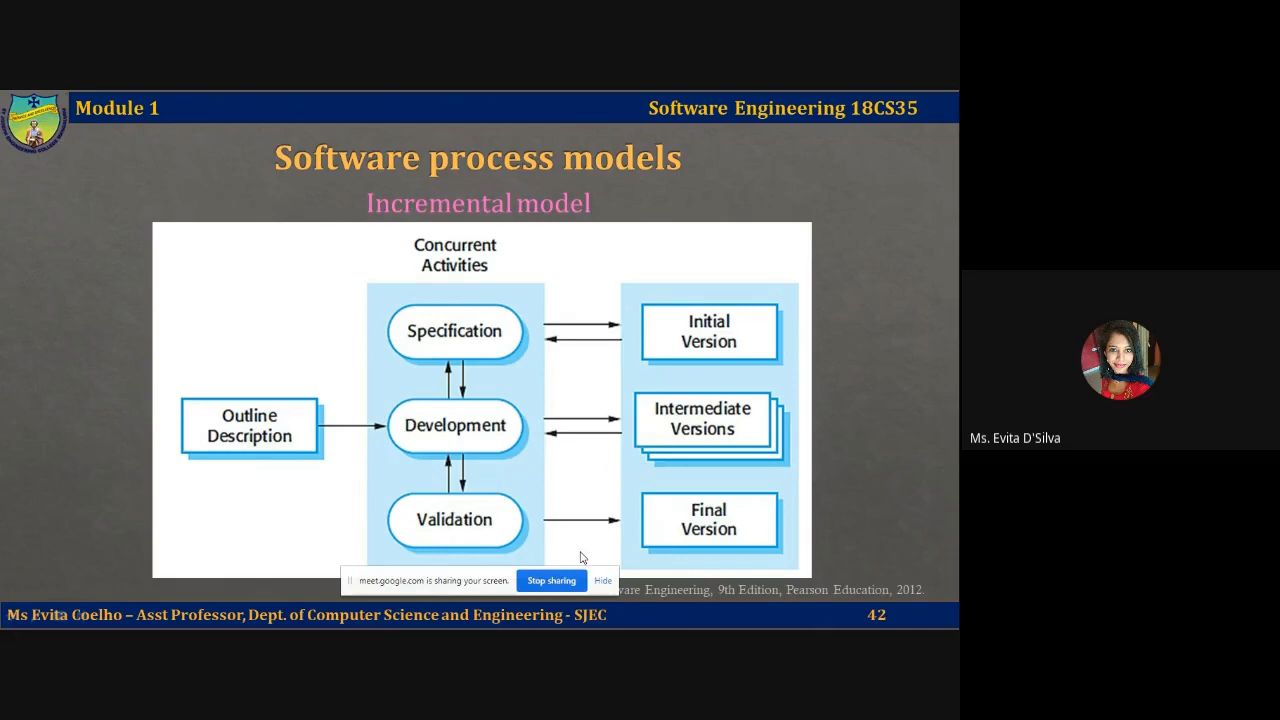 Module 1
Software Engineering 18CS35
Software process models
Incremental model
Concurrent
Activities
Specification
Initial
Version
Outline
Description
Development
Intermediate
Versions
Validation
Final
Version
meet.google.com is sharing your screen.
Stop sharing
Hide
Engineering, 9th Edition, Pearson Education, 2012.
Ms Evita Coelho – Asst Professor, Dept. of Computer Science and Engineering - SJEC
42
Ms. Evita D'Silva